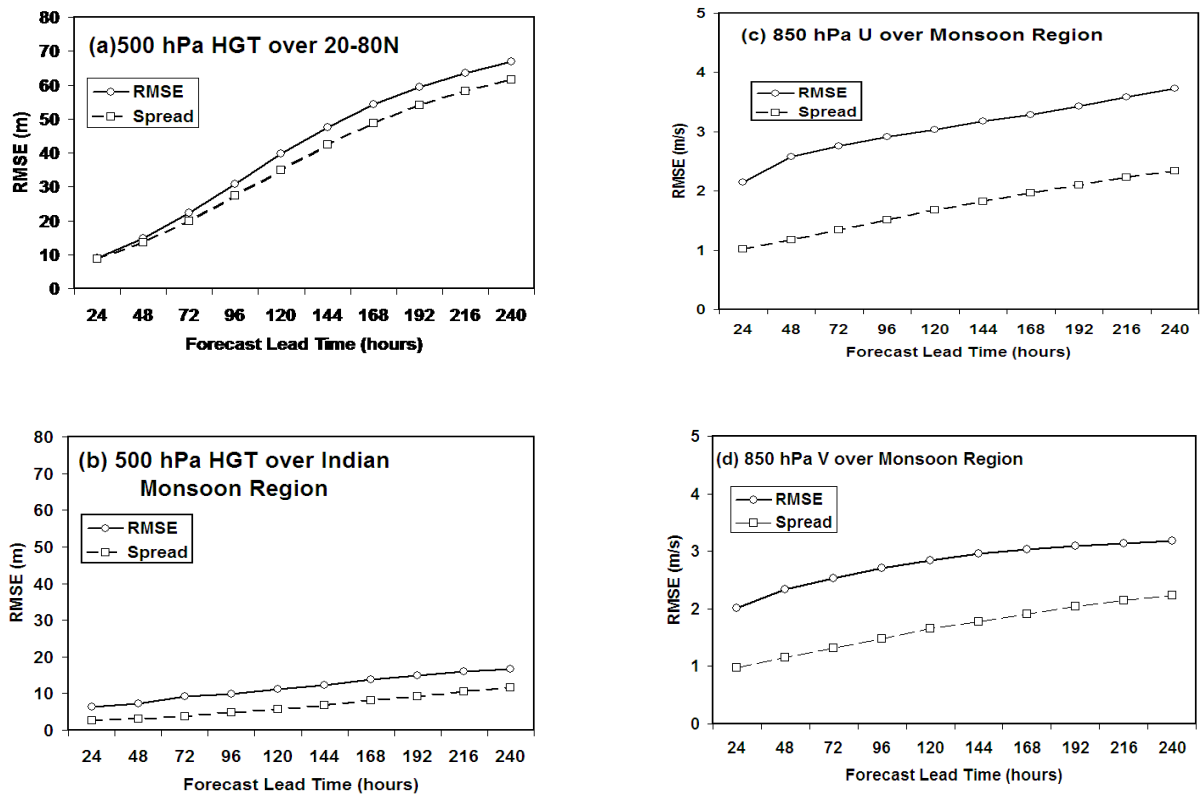 (a)500 hPa HGT over 20-80N
RMSE
Spread
RMSE (m)
80
70
60
50
40
30
20
10
0
24 48 72 96 120 144 168 192 216 240
Forecast Lead Time (hours)
(c) 850 hPa U over Monsoon Region
RMSE
Spread
RMSE (m/s)
5
4
3
2
1
0
24 48 72 96 120 144 168 192 216 240
Forecast Lead Time (hours)
(b) 500 hPa HGT over Indian
Monsoon Region
RMSE
Spread
RMSE (m)
80
70
60
50
40
30
20
10
0
24 48 72 96 120 144 168 192 216 240
Forecast Lead Time (hours)
(d) 850 hPa V over Monsoon Region
RMSE
Spread
RMSE (m/s)
5
4
3
2
1
0
24 48 72 96 120 144 168 192 216 240
Forecast Lead Time (hours)